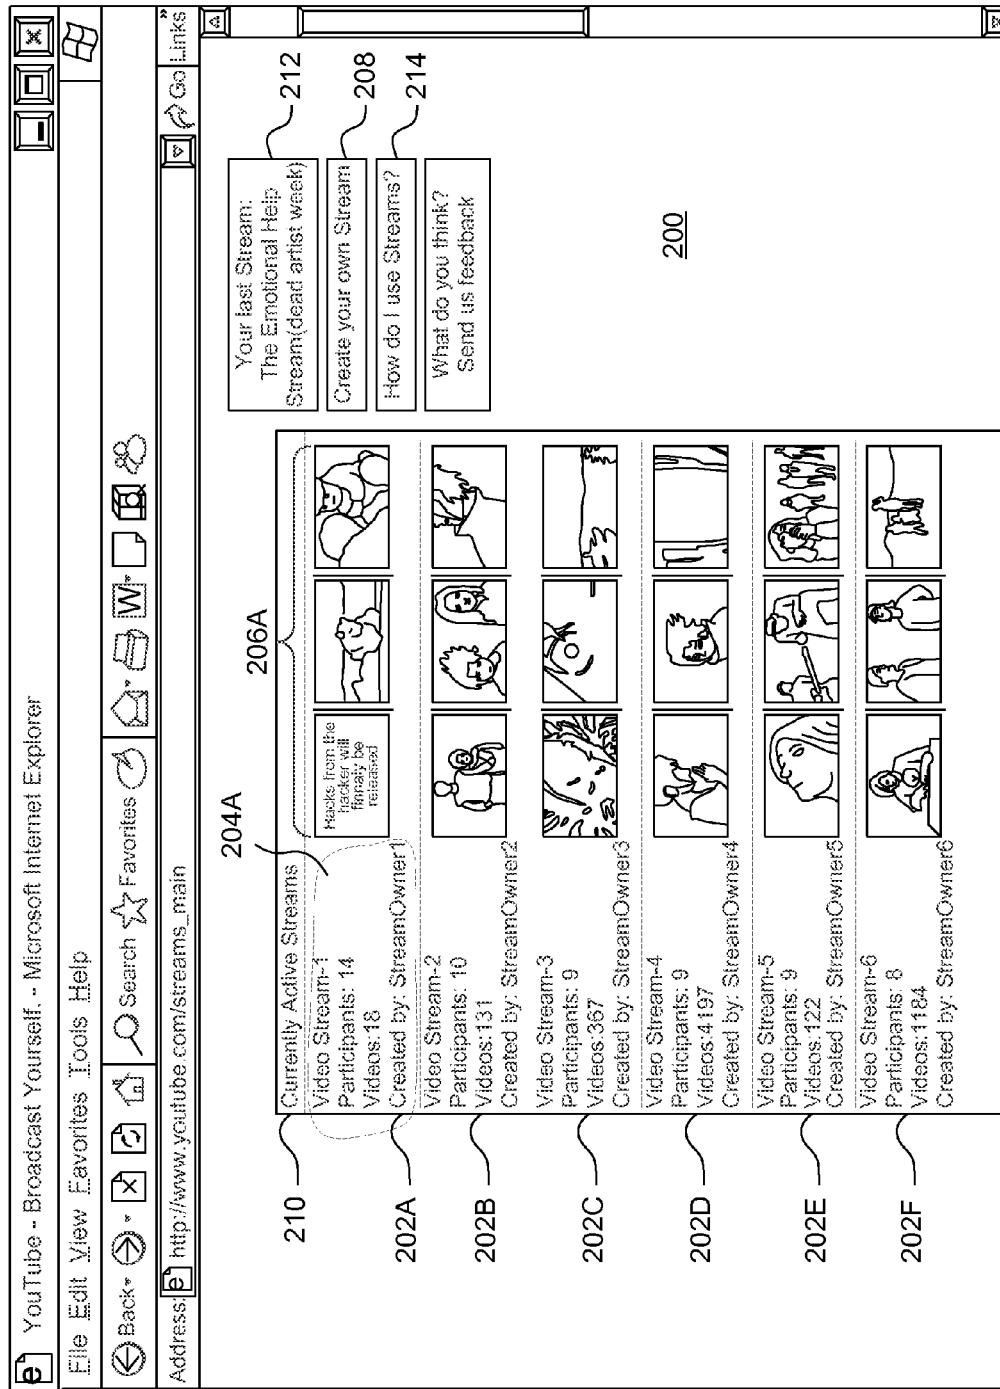 YouTube - Broadcast Yourself. - Microsoft Internet Explorer
File Edit View Favorites Tools Help
Back Search Favorites W
Address: e http://www.youtube.com/streams_main Go Links »
210
Currently Active Streams
206A
204A
202A
Video Stream-1
Participants: 14
Videos:18
Created by: StreamOwner1
Hacks from the
hacker will
finnaly be
released
202B
Video Stream-2
Participants: 10
Videos:131
Created by: StreamOwner2
202C
Video Stream-3
Participants: 9
Videos:367
Created by: StreamOwner3
202D
Video Stream-4
Participants: 9
Videos:4197
Created by: StreamOwner4
202E
Video Stream-5
Participants: 9
Videos:122
Created by: StreamOwner5
202F
Video Stream-6
Participants: 8
Videos:1184
Created by: StreamOwner6
Your last Stream:
The Emotional Help
Stream(dead artist week)
212
Create your own Stream
208
How do I use Streams?
214
What do you think?
Send us feedback
200